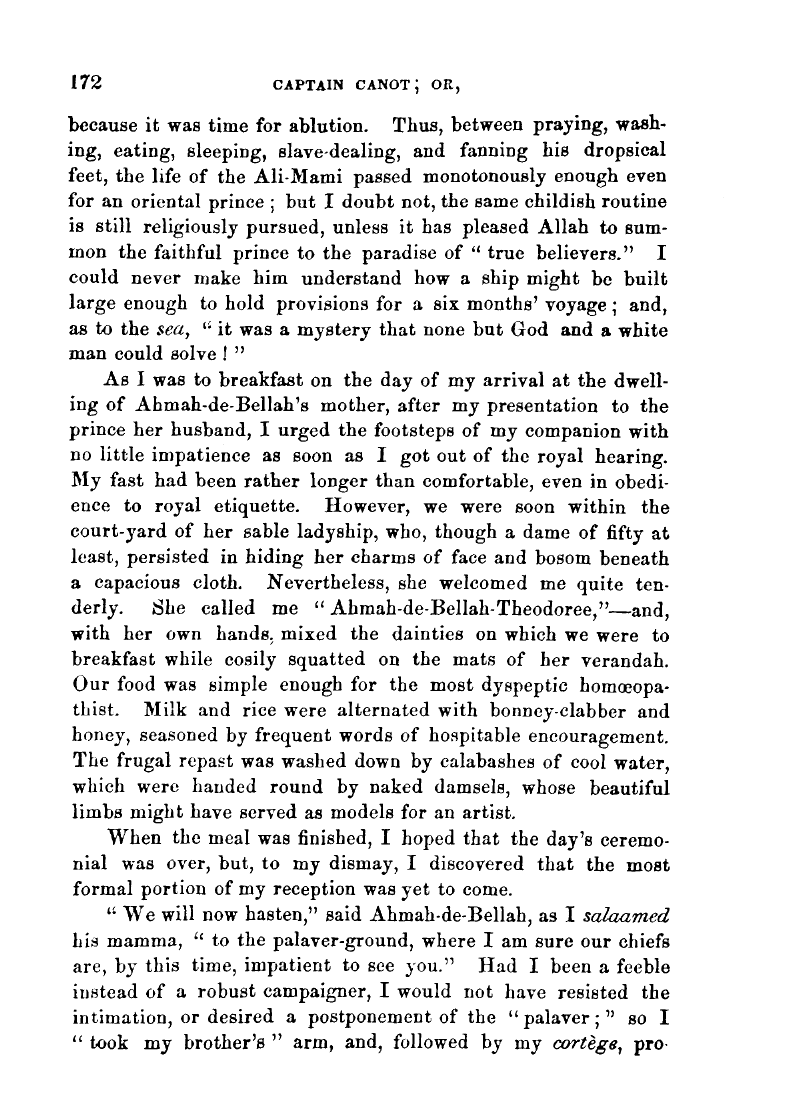 172 CAPTAIN CANOT; OR,
because it was time for ablution. Thus, between praying, wash-
ing, eating, sleeping, slave-dealing, and fanning his dropsical
feet, the life of the Ali-Mami passed monotonously enough even
for an oriental prince; but I doubt not, the same childish routine
is still religiously pursued, unless it has pleased Allah to sum-
mon the faithful prince to the paradise of “true believers.” I
could never make him understand how a ship might be built
large enough to hold provisions for a six months’ voyage; and,
as to the sea, “it was a mystery that none but God and a white
man could solve!”
As I was to breakfast on the day of my arrival at the dwell-
ing of Ahmah-de-Bellah’s mother, after my presentation to the
prince her husband, I urged the footsteps of my companion with
no little impatience as soon as I got out of the royal hearing.
My fast had been rather longer than comfortable, even in obedi-
ence to royal etiquette. However, we were soon within the
court-yard of her sable ladyship, who, though a dame of fifty at
least, persisted in hiding her charms of face and bosom beneath
a capacious cloth. Nevertheless, she welcomed me quite ten-
derly. She called me “Ahmah-de-Bellah-Theodoree,”—and,
with her own hands, mixed the dainties on which we were to
breakfast while cosily squatted on the mats of her verandah.
Our food was simple enough for the most dyspeptic homœopa-
thist. Milk and rice were alternated with bonney-clabber and
honey, seasoned by frequent words of hospitable encouragement.
The frugal repast was washed down by calabashes of cool water,
which were handed round by naked damsels, whose beautiful
limbs might have served as models for an artist.
When the meal was finished, I hoped that the day’s ceremo-
nial was over, but, to my dismay, I discovered that the most
formal portion of my reception was yet to come.
“We will now hasten,” said Ahmah-de-Bellah, as I salaamed
his mamma, “to the palaver-ground, where I am sure our chiefs
are, by this time, impatient to see you.” Had I been a feeble
instead of a robust campaigner, I would not have resisted the
intimation, or desired a postponement of the “palaver;” so I
“took my brother’s” arm, and, followed by my cortège, pro-